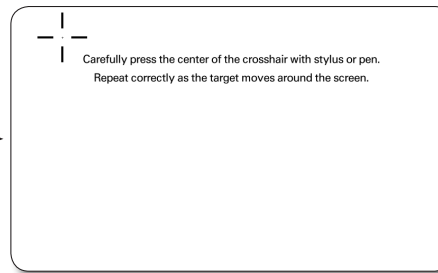 Carefully press the center of the crosshair with stylus or pen.
Repeat correctly as the target moves around the screen.